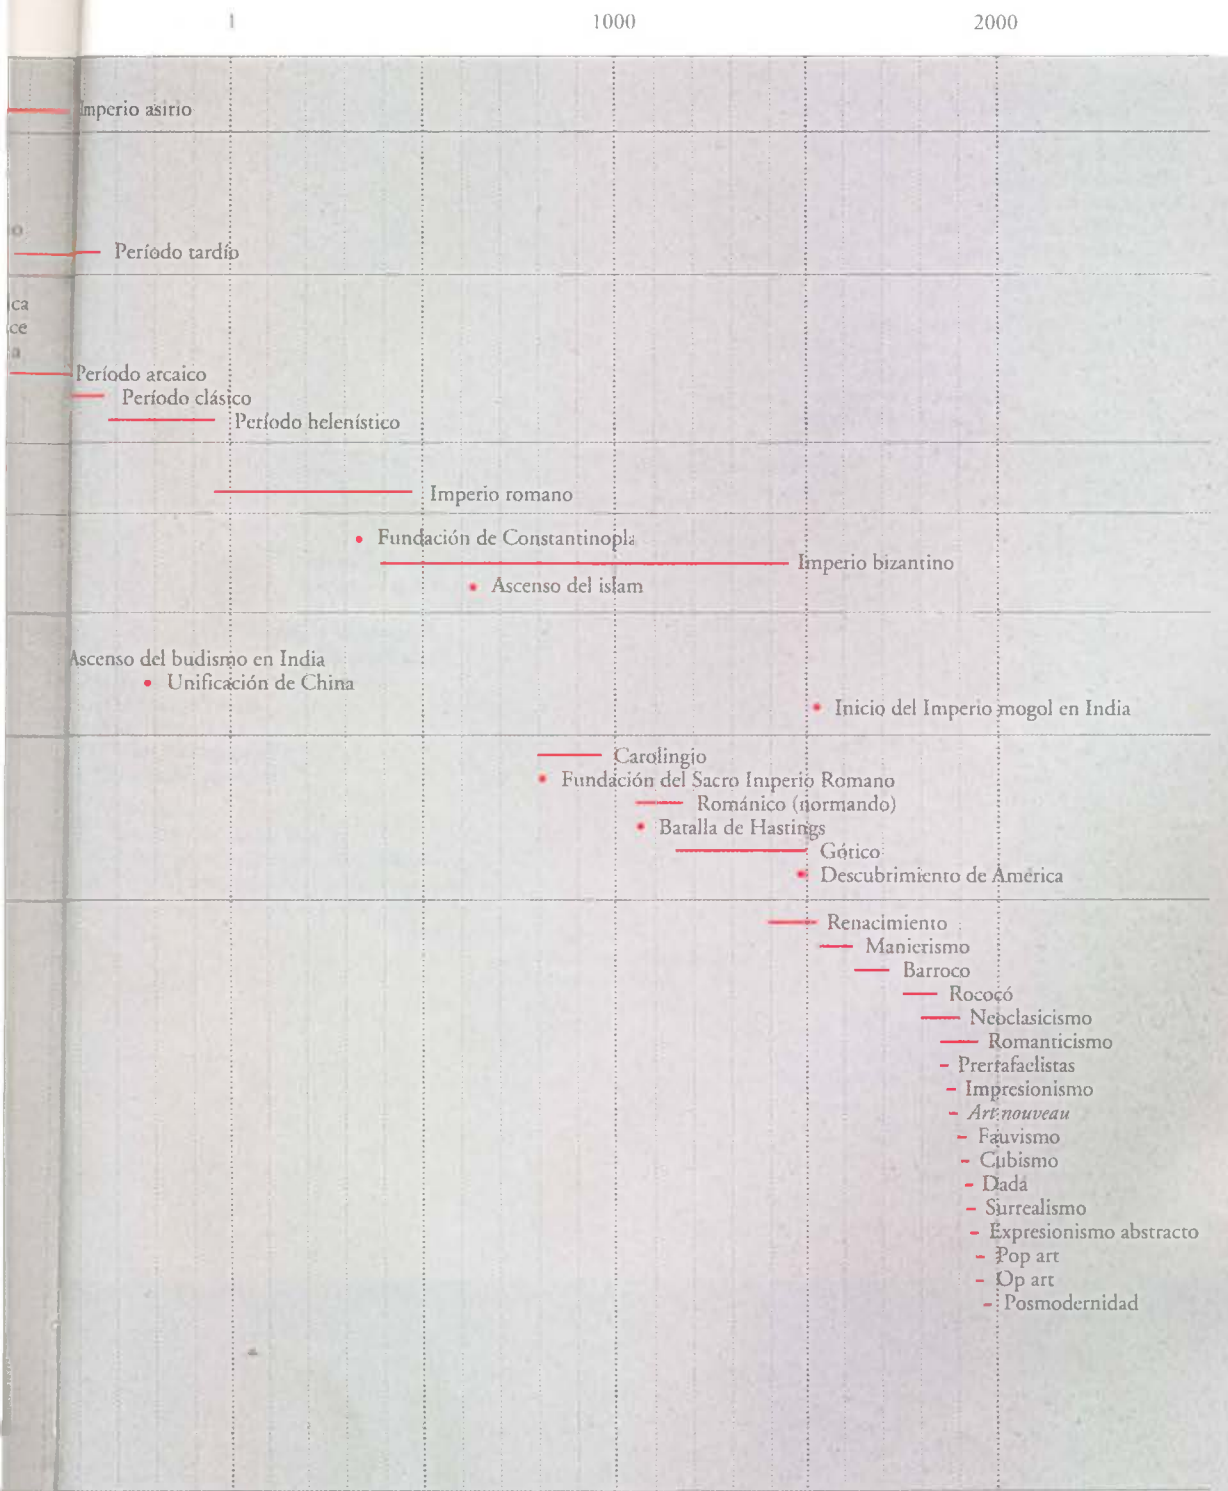 1 1000 2000
Imperio asirio
o
Período tardío
ca
ce
a
Período arcaico
Período clásico
Período helenístico
Imperio romano
Fundación de Constantinopla
Imperio bizantino
Ascenso del islam
Ascenso del budismo en India
Unificación de China
Inicio del Imperio mogol en India
Carolingio
Fundación del Sacro Imperio Romano
Románico (normando)
Batalla de Hastings
Gótico
Descubrimiento de América
Renacimiento
Manierismo
Barroco
Rococó
Neoclasicismo
Romanticismo
Prerrafaelistas
Impresionismo
Art nouveau
Fauvismo
Cubismo
Dadá
Surrealismo
Expresionismo abstracto
Pop art
Op art
Posmodernidad